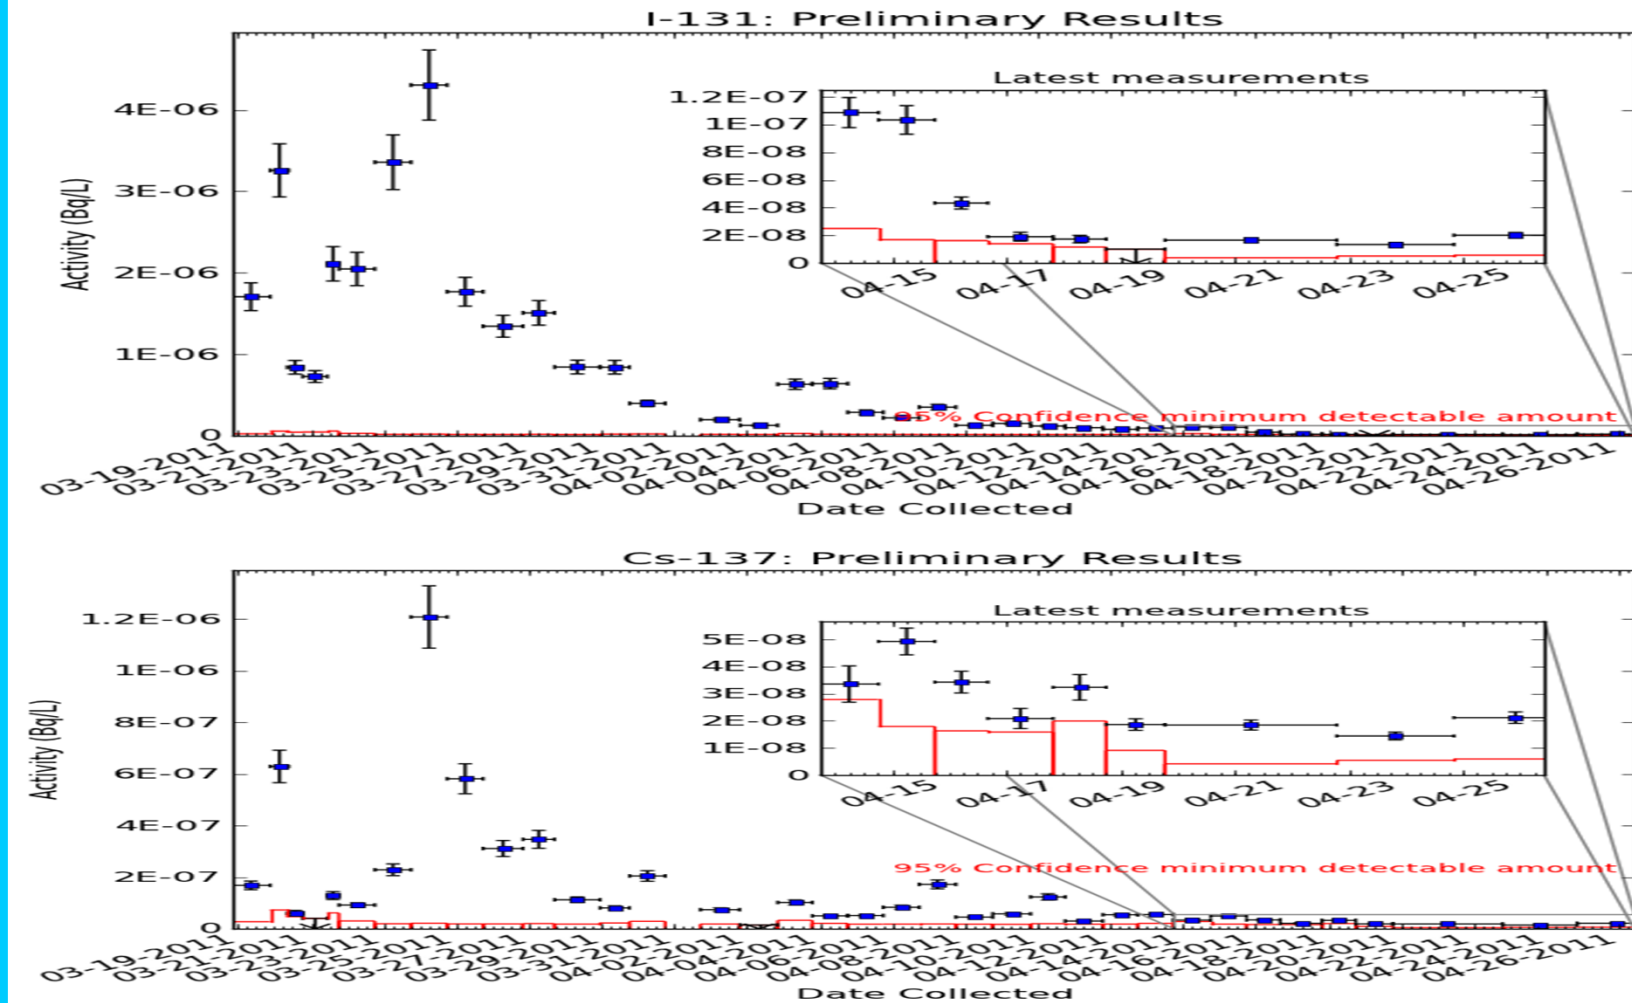 I-131: Preliminary Results
Latest measurements
1.2E-07
1E-07
8E-08
6E-08
4E-08
2E-08
0
04-15 04-17 04-19 04-21 04-23 04-25
4E-06
3E-06
2E-06
1E-06
0
Activity (Bq/L)
95% Confidence minimum detectable amount
03-19-2011 03-21-2011 03-23-2011 03-25-2011 03-27-2011 03-29-2011 03-31-2011 04-02-2011 04-04-2011 04-06-2011 04-08-2011 04-10-2011 04-12-2011 04-14-2011 04-16-2011 04-18-2011 04-20-2011 04-22-2011 04-24-2011 04-26-2011
Date Collected
Cs-137: Preliminary Results
Latest measurements
5E-08
4E-08
3E-08
2E-08
1E-08
0
04-15 04-17 04-19 04-21 04-23 04-25
1.2E-06
1E-06
8E-07
6E-07
4E-07
2E-07
0
Activity (Bq/L)
95% Confidence minimum detectable amount
03-19-2011 03-21-2011 03-23-2011 03-25-2011 03-27-2011 03-29-2011 03-31-2011 04-02-2011 04-04-2011 04-06-2011 04-08-2011 04-10-2011 04-12-2011 04-14-2011 04-16-2011 04-18-2011 04-20-2011 04-22-2011 04-24-2011 04-26-2011
Date Collected